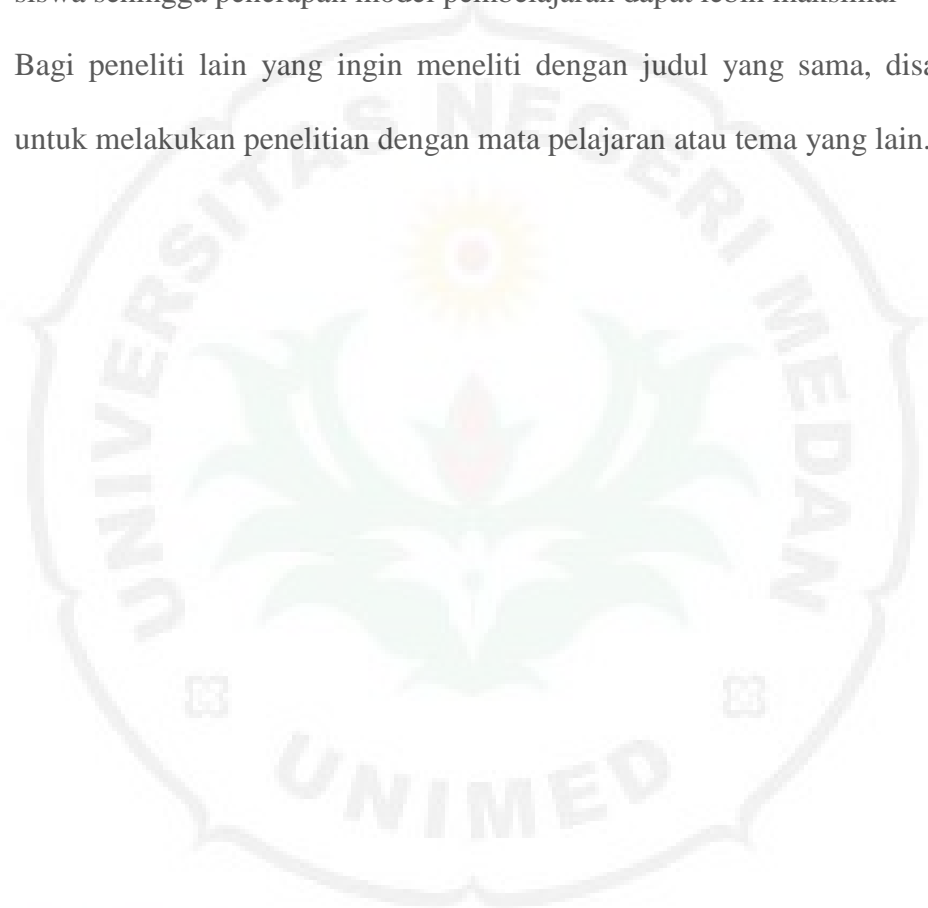 siswa sehingga penerapan model pembelajaran dapat lebih maksimal
Bagi peneliti lain yang ingin meneliti dengan judul yang sama,
untuk melakukan penelitian dengan mata pelajaran atau tema yang lain.
UNIVERSITAS NEGERI MEDAN
UNIMED